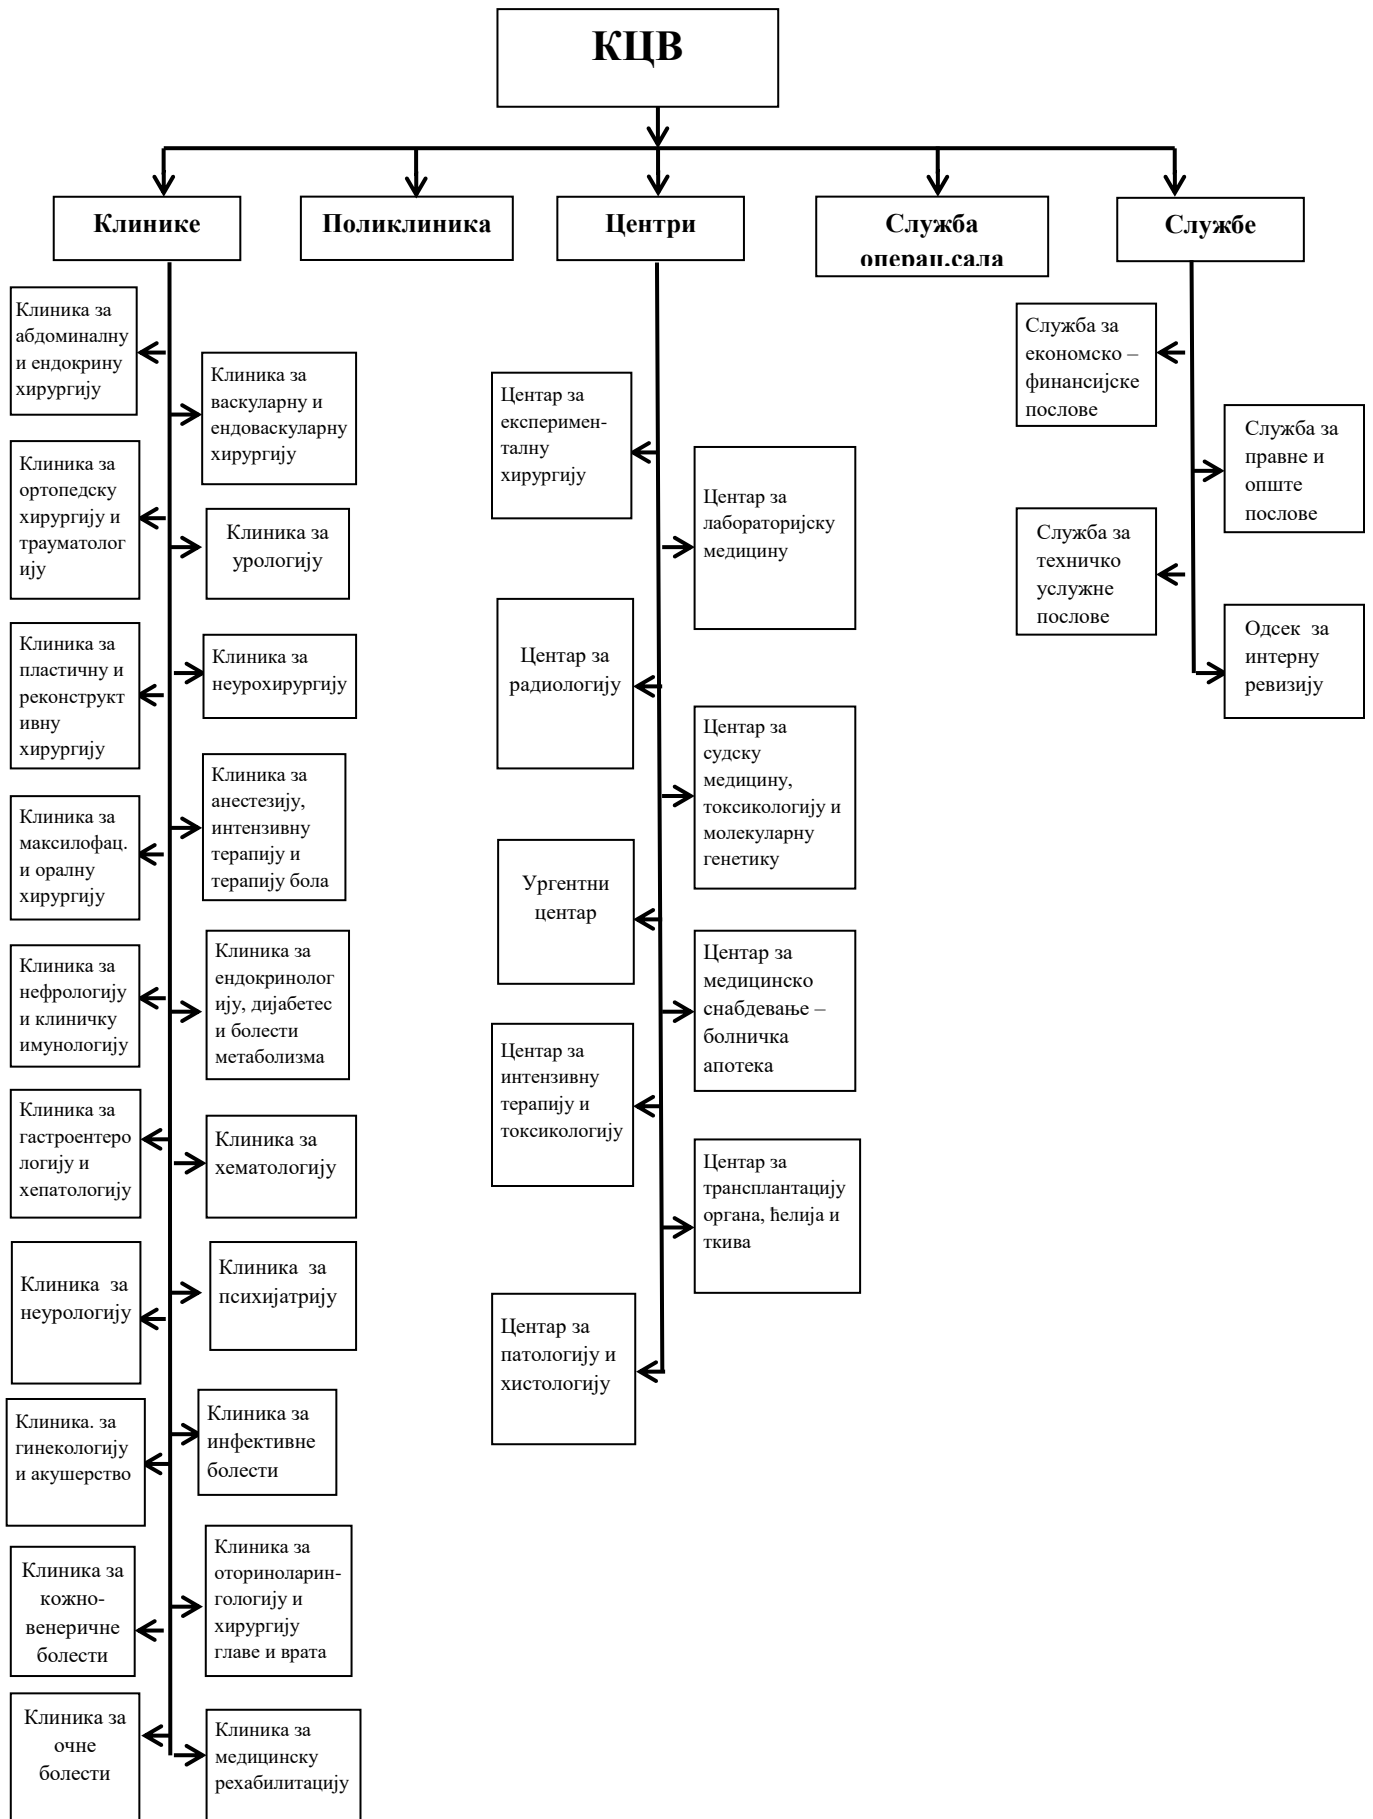 КЦВ
Клинике
Поликлиника
Центри
Служба
операц.сала
Службе
Клиника за
абдоминалну
и ендокрину
хирургију
Клиника за
васкуларну и
ендоваскуларну
хирургију
Клиника за
ортопедску
хирургију и
трауматолог
ију
Клиника за
урологију
Клиника за
пластичну и
реконструкт
ивну
хирургију
Клиника за
неурохирургију
Клиника за
максилофац.
и оралну
хирургију
Клиника за
анестезију,
интензивну
терапију и
терапију бола
Клиника за
нефрологију
и клиничку
имунологију
Клиника за
ендокринолог
ију, дијабетес
и болести
метаболизма
Клиника за
гастроентеро
логију и
хепатологију
Клиника за
хематологију
Клиника за
неурологију
Клиника за
психијатрију
Клиника. за
гинекологију
и акушерство
Клиника за
инфективне
болести
Клиника за
кожно-
венеричне
болести
Клиника за
оториноларин-
гологију и
хирургију
главе и врата
Клиника за
очне
болести
Клиника за
медицинску
рехабилитацију
Центар за
експеримен-
талну
хирургију
Центар за
лабораторијску
медицину
Центар за
радиологију
Центар за
судску
медицину,
токсикологију и
молекуларну
генетику
Ургентни
центар
Центар за
медицинско
снабдевање –
болничка
апотека
Центар за
интензивну
терапију и
токсикологију
Центар за
трансплантацију
органа, ћелија и
ткива
Центар за
патологију и
хистологију
Служба за
економско –
финансијске
послове
Служба за
правне и
опште
послове
Служба за
техничко
услужне
послове
Одсек за
интерну
ревизију